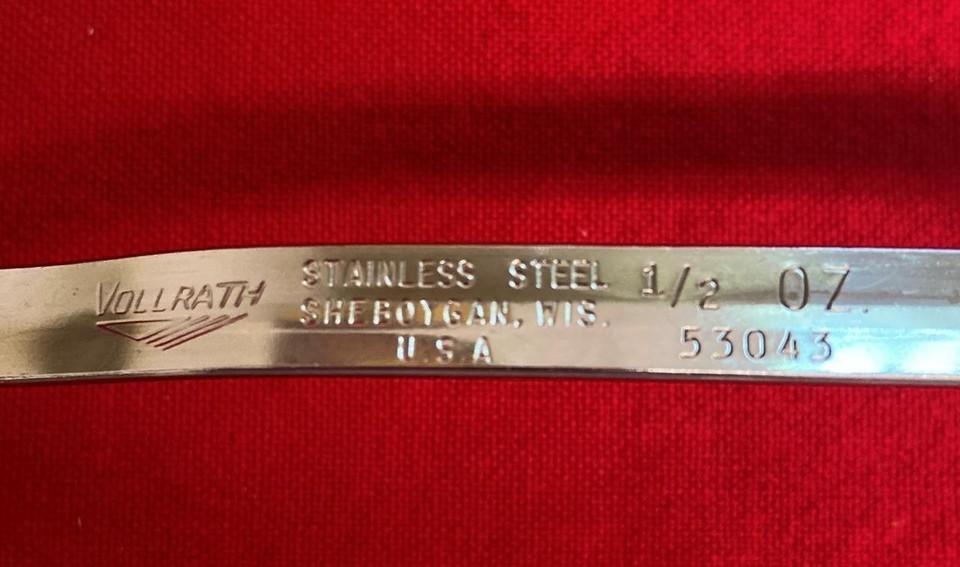 VOLLRATH
STAINLESS STEEL
SHEBOYGAN, WIS.
U.S.A
1/2 OZ.
53043